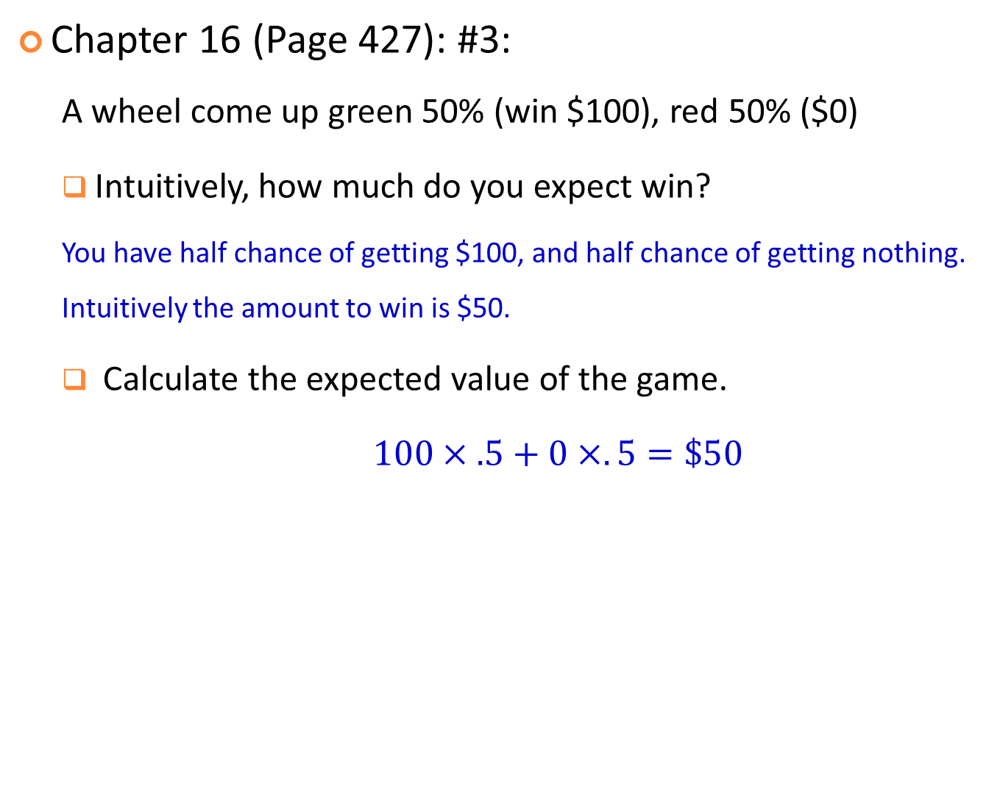 Chapter 16 (Page 427): #3:
A wheel come up green 50% (win $100), red 50% ($0)
Intuitively, how much do you expect win?
You have half chance of getting $100, and half chance of getting nothing.
Intuitively the amount to win is $50.
Calculate the expected value of the game.
100 × .5 + 0 ×. 5 = $50